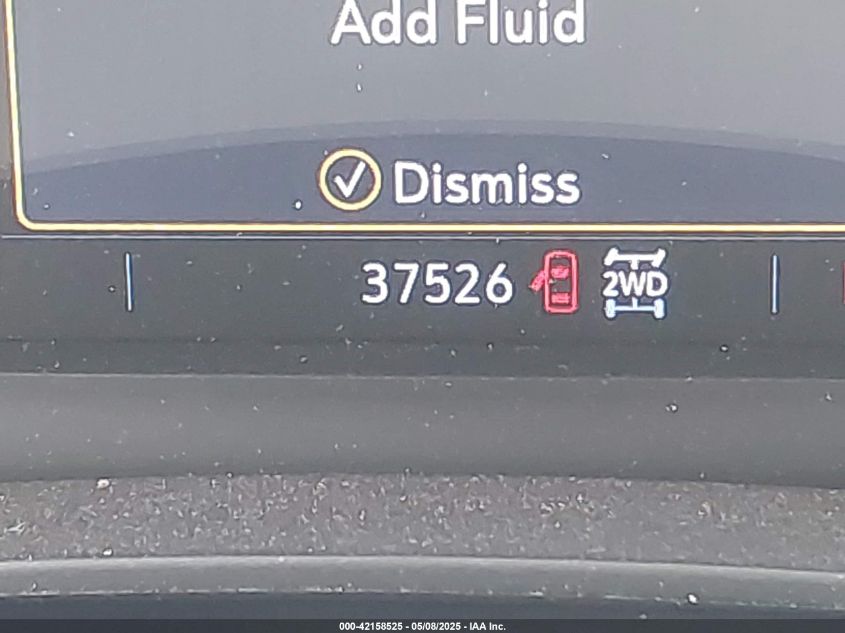 Add Fluid
Dismiss
37526 2WD
000-42158525 - 05/08/2025 - IAA Inc.